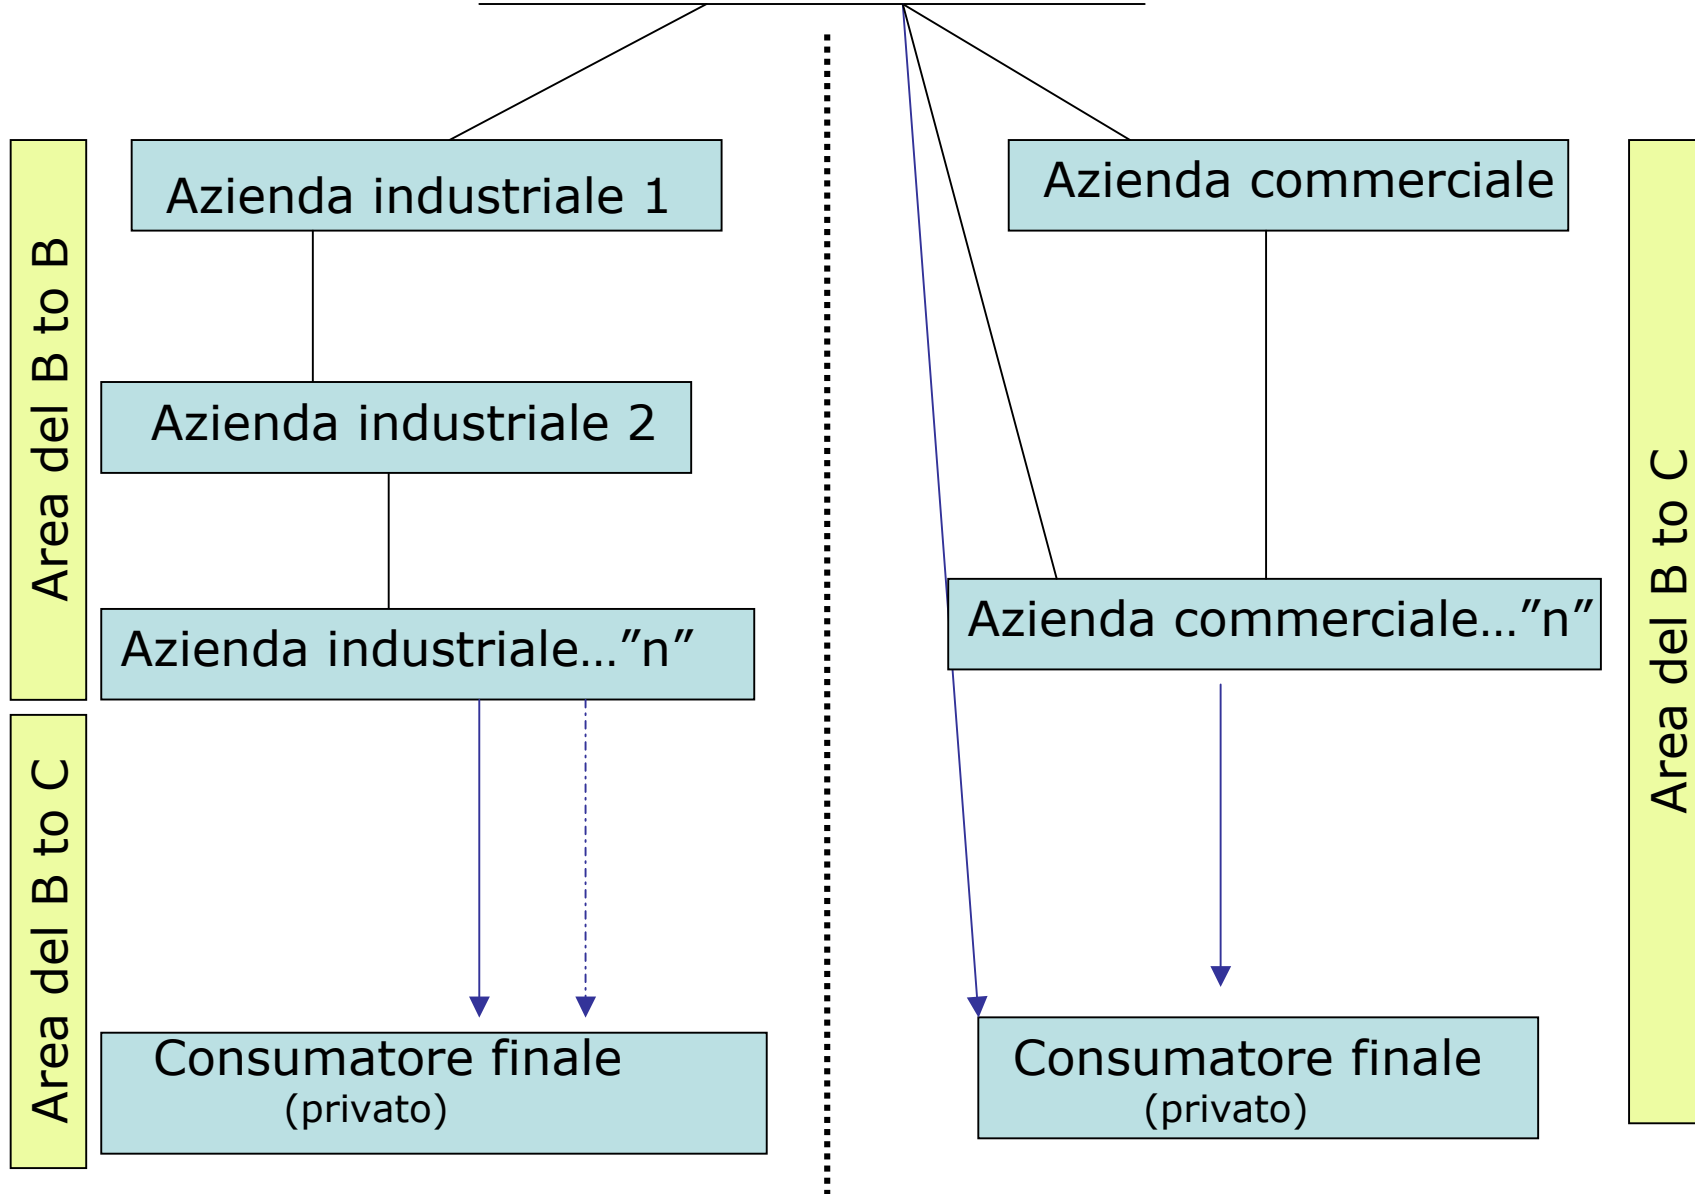 Area del B to B
Azienda industriale 1
Azienda industriale 2
Azienda industriale...”n”
Area del B to C
Consumatore finale
(privato)
Azienda commerciale
Azienda commerciale...”n”
Consumatore finale
(privato)
Area del B to C